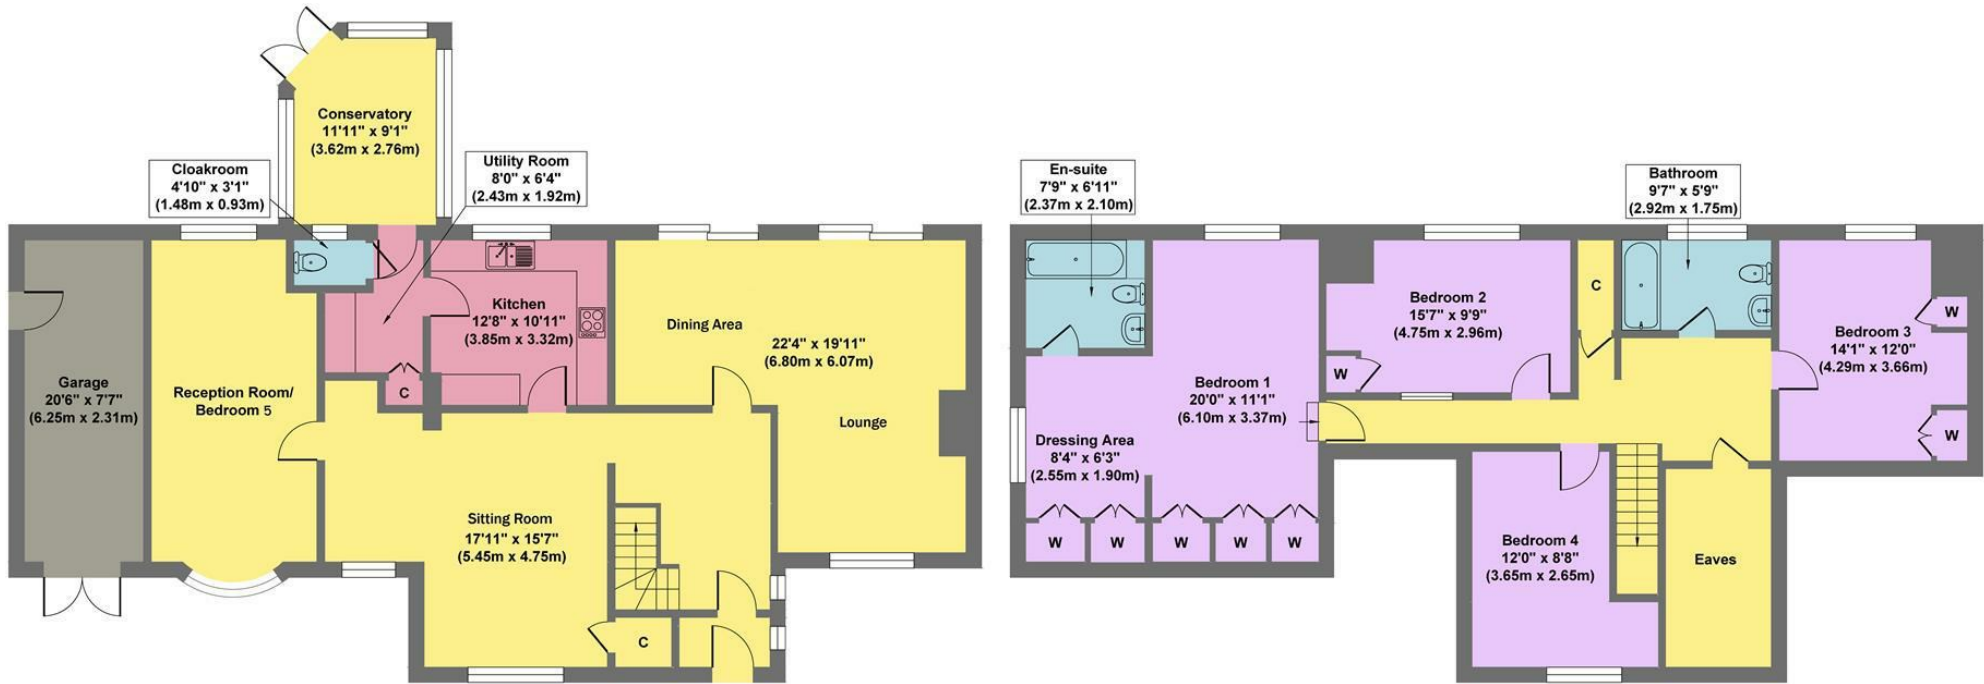 Conservatory
11'11" x 9'1"
(3.62m x 2.76m)
Cloakroom
4'10" x 3'1"
(1.48m x 0.93m)
Utility Room
8'0" x 6'4"
(2.43m x 1.92m)
Kitchen
12'8" x 10'11"
(3.85m x 3.32m)
Dining Area
22'4" x 19'11"
(6.80m x 6.07m)
Lounge
Garage
20'6" x 7'7"
(6.25m x 2.31m)
Reception Room/
Bedroom 5
C
Sitting Room
17'11" x 15'7"
(5.45m x 4.75m)
C
En-suite
7'9" x 6'11"
(2.37m x 2.10m)
Bathroom
9'7" x 5'9"
(2.92m x 1.75m)
Bedroom 2
15'7" x 9'9"
(4.75m x 2.96m)
C
W
Bedroom 3
14'1" x 12'0"
(4.29m x 3.66m)
W
W
Bedroom 1
20'0" x 11'1"
(6.10m x 3.37m)
Dressing Area
8'4" x 6'3"
(2.55m x 1.90m)
W
W
W
W
W
Bedroom 4
12'0" x 8'8"
(3.65m x 2.65m)
Eaves